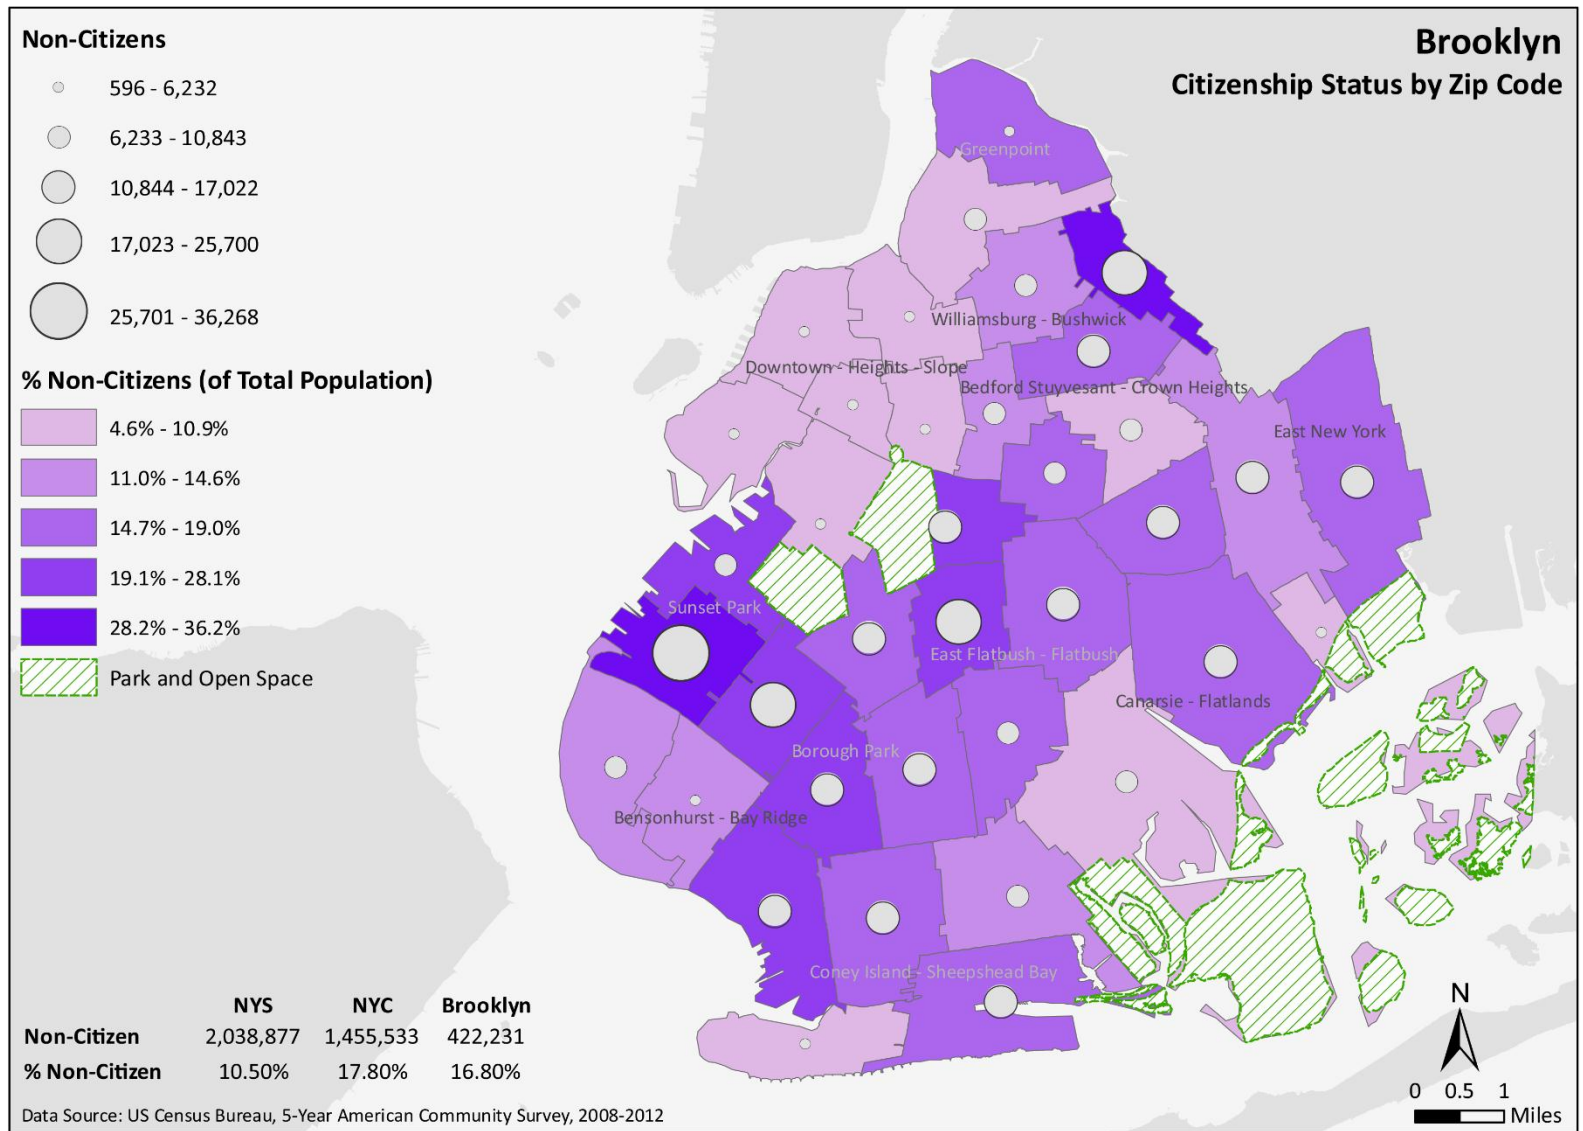 Brooklyn
Citizenship Status by Zip Code
Non-Citizens
596 - 6,232
6,233 - 10,843
10,844 - 17,022
17,023 - 25,700
25,701 - 36,268
% Non-Citizens (of Total Population)
4.6% - 10.9%
11.0% - 14.6%
14.7% - 19.0%
19.1% - 28.1%
28.2% - 36.2%
Park and Open Space
Greenpoint
Williamsburg - Bushwick
Downtown - Heights - Slope
Bedford Stuyvesant - Crown Heights
East New York
Sunset Park
East Flatbush - Flatbush
Canarsie - Flatlands
Borough Park
Bensonhurst - Bay Ridge
Coney Island - Sheepshead Bay
NYS NYC Brooklyn
Non-Citizen 2,038,877 1,455,533 422,231
% Non-Citizen 10.50% 17.80% 16.80%
Data Source: US Census Bureau, 5-Year American Community Survey, 2008-2012
N
0 0.5 1
Miles